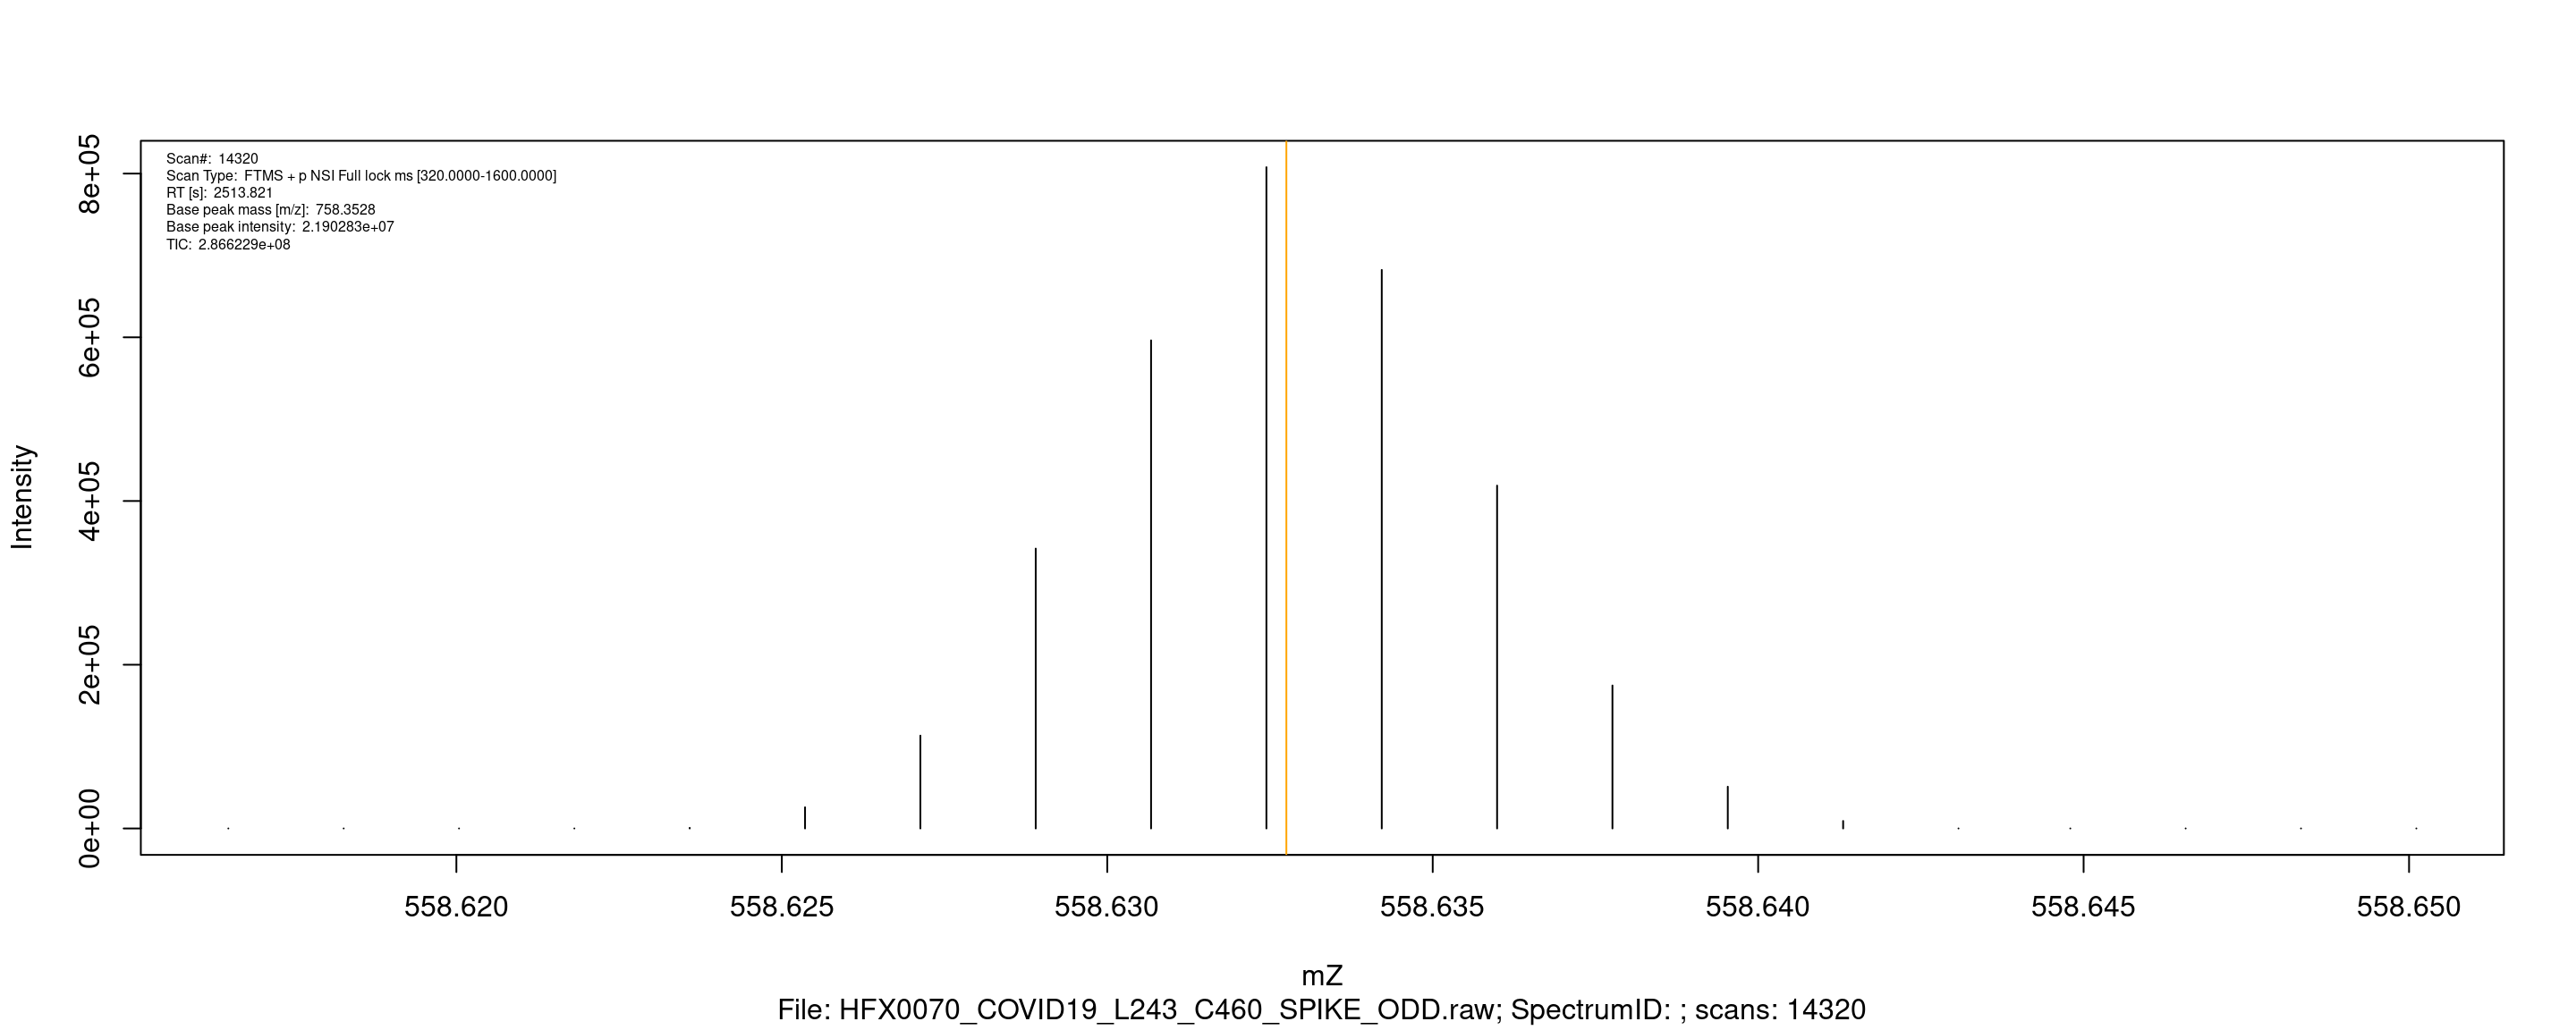 Scan#: 14320
Scan Type: FTMS + p NSI Full lock ms [320.0000-1600.0000]
RT [s]: 2513.821
Base peak mass [m/z]: 758.3528
Base peak intensity: 2.190283e+07
TIC: 2.866229e+08
Intensity
8e+05
6e+05
4e+05
2e+05
0e+00
558.620 558.625 558.630 558.635 558.640 558.645 558.650
mZ
File: HFX0070_COVID19_L243_C460_SPIKE_ODD.raw; SpectrumID: ; scans: 14320